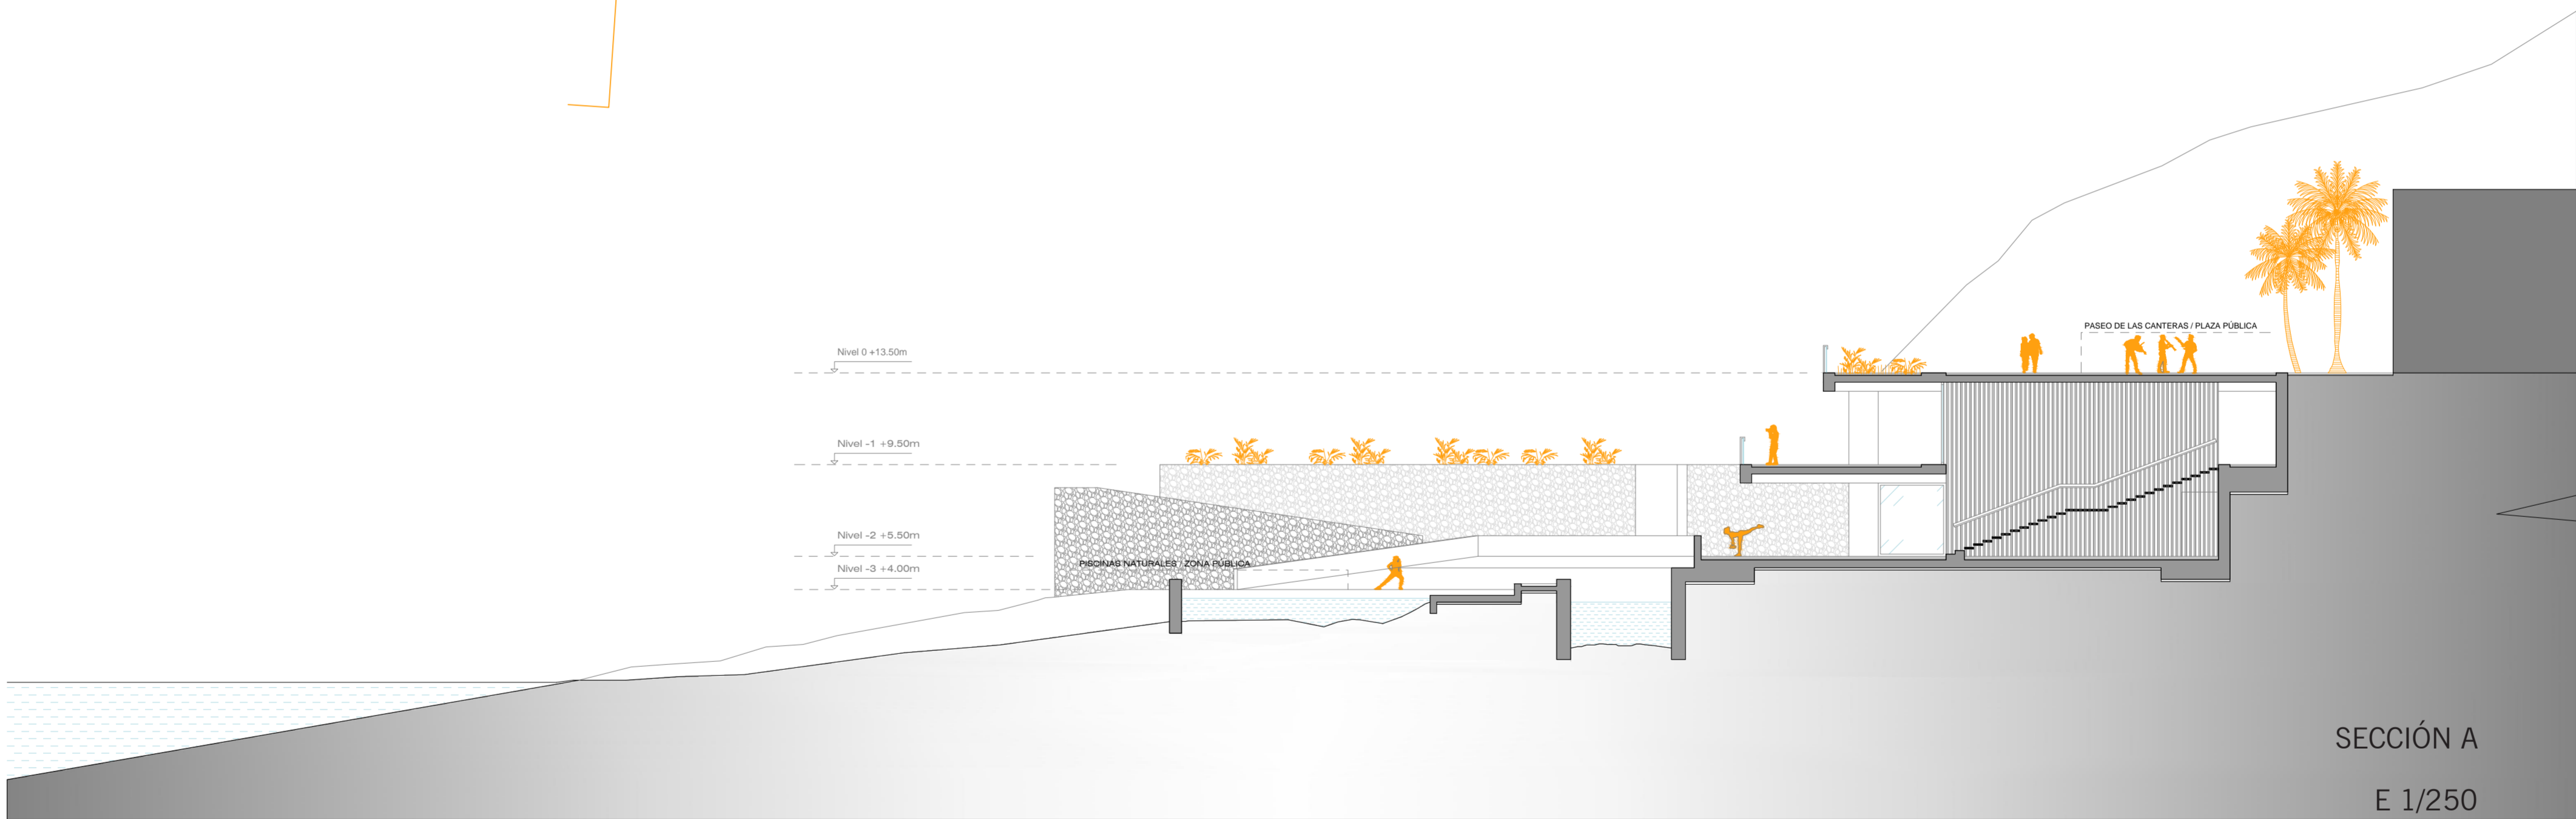 PASEO DE LAS CANTERAS / PLAZA PÚBLICA
Nivel 0 +13.50m
Nivel -1 +9.50m
Nivel -2 +5.50m
PISCINAS NATURALES / ZONA PÚBLICA
Nivel -3 +4.00m
SECCIÓN A
E 1/250